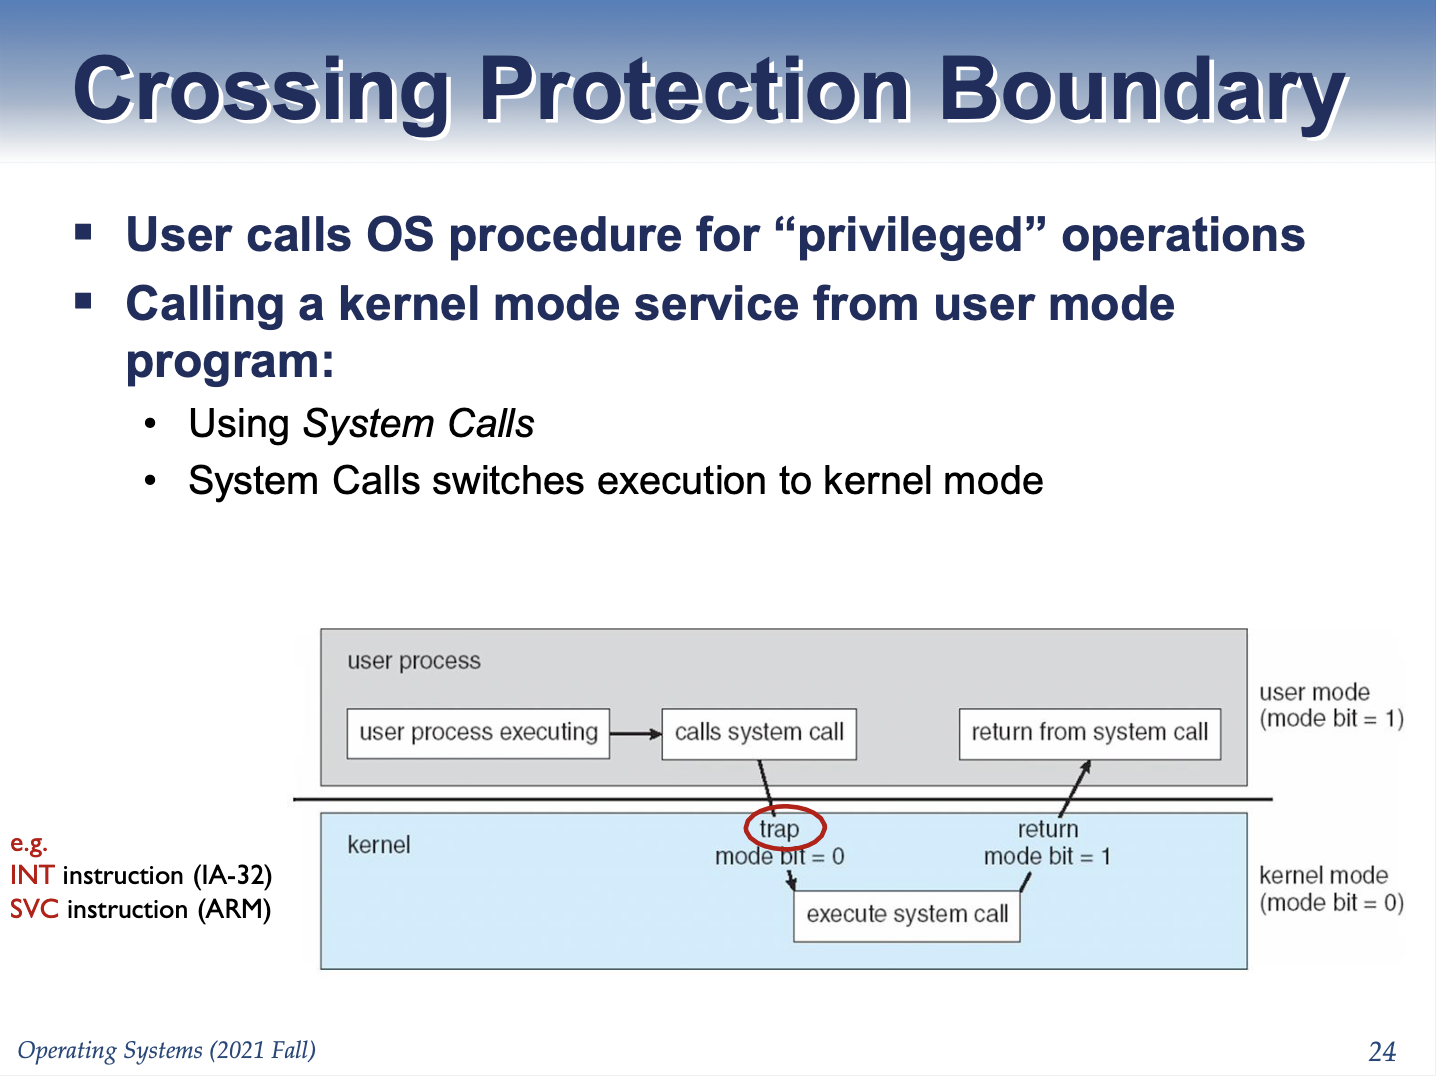 Crossing Protection Boundary
▪ User calls OS procedure for “privileged” operations
▪ Calling a kernel mode service from user mode
program:
• Using System Calls
• System Calls switches execution to kernel mode
user process
user process executing
calls system call
return from system call
user mode
(mode bit = 1)
kernel
trap
mode bit = 0
return
mode bit = 1
execute system call
kernel mode
(mode bit = 0)
e.g.
INT instruction (IA-32)
SVC instruction (ARM)
Operating Systems (2021 Fall)
24